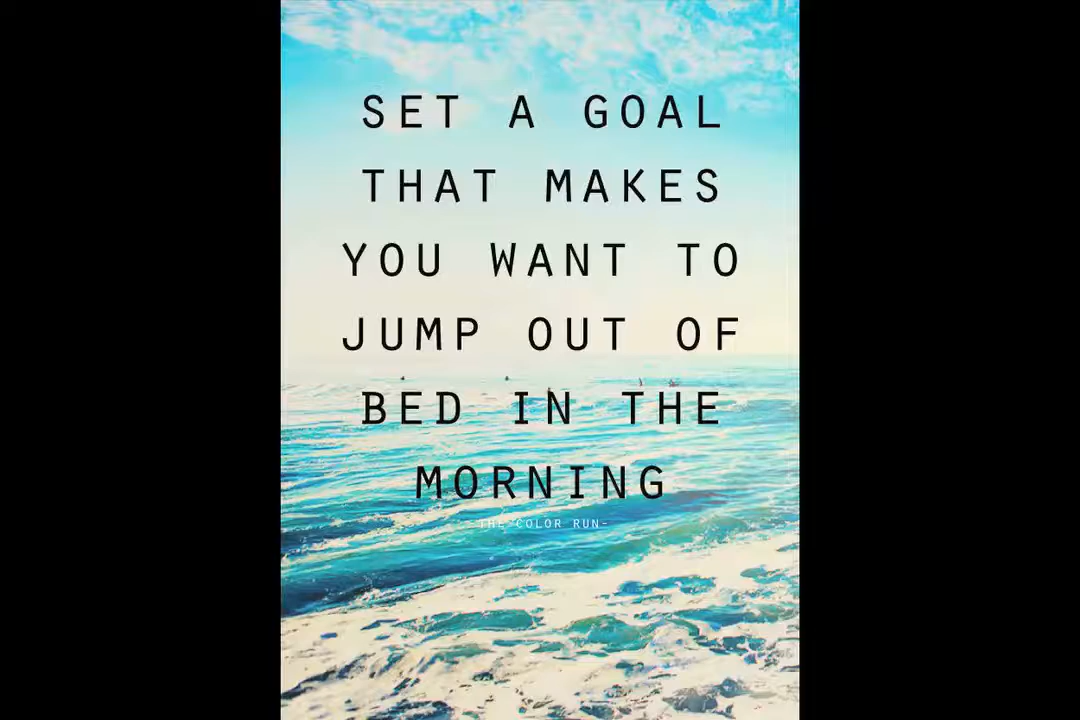 SET A GOAL
THAT MAKES
YOU WANT TO
JUMP OUT OF
BED IN THE
MORNING
-THE COLOR RUN-